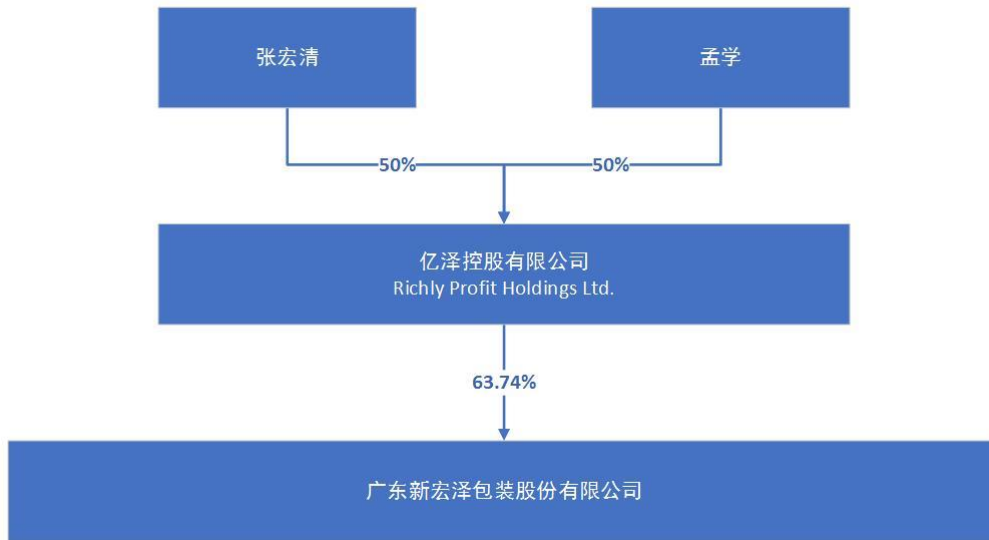 张宏清
孟学
50%
50%
亿泽控股有限公司
Richly Profit Holdings Ltd.
63.74%
广东新宏泽包装股份有限公司